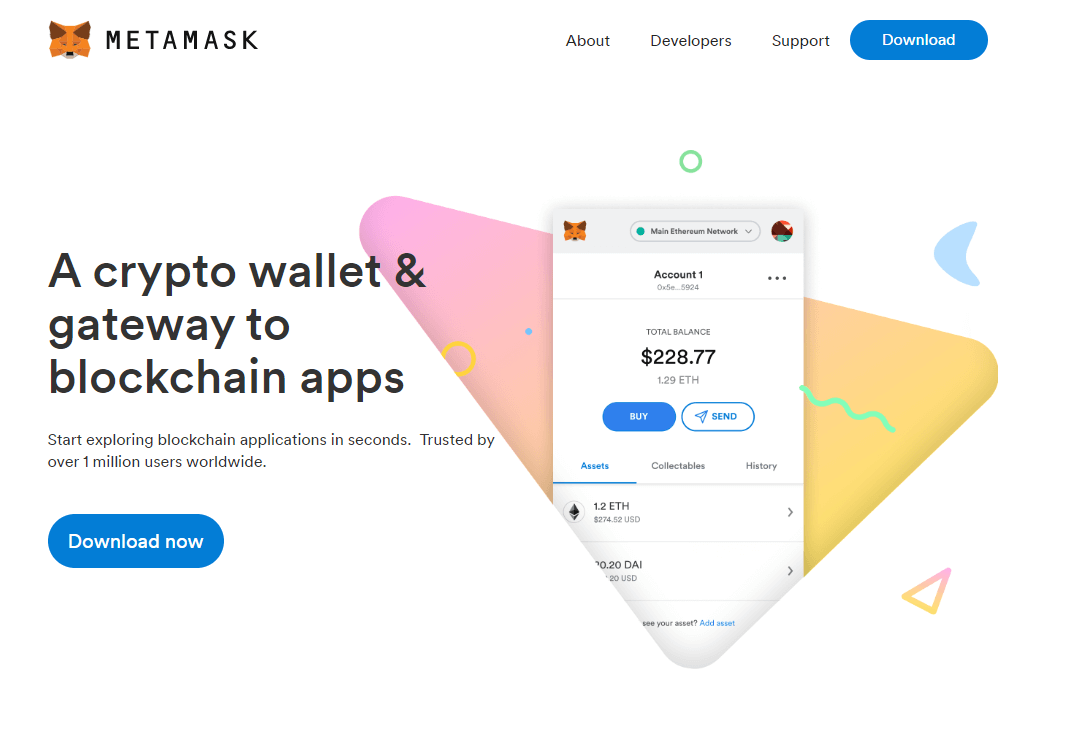 METAMASK
About
Developers
Support
Download
A crypto wallet &
gateway to
blockchain apps
Start exploring blockchain applications in seconds.  Trusted by
over 1 million users worldwide.
Download now
Main Ethereum Network
Account 1
0x5e...5924
TOTAL BALANCE
$228.77
1.29 ETH
BUY
SEND
Assets
Collectables
History
1.2 ETH
$274.52 USD
0.20 DAI
20 USD
see your asset? Add asset